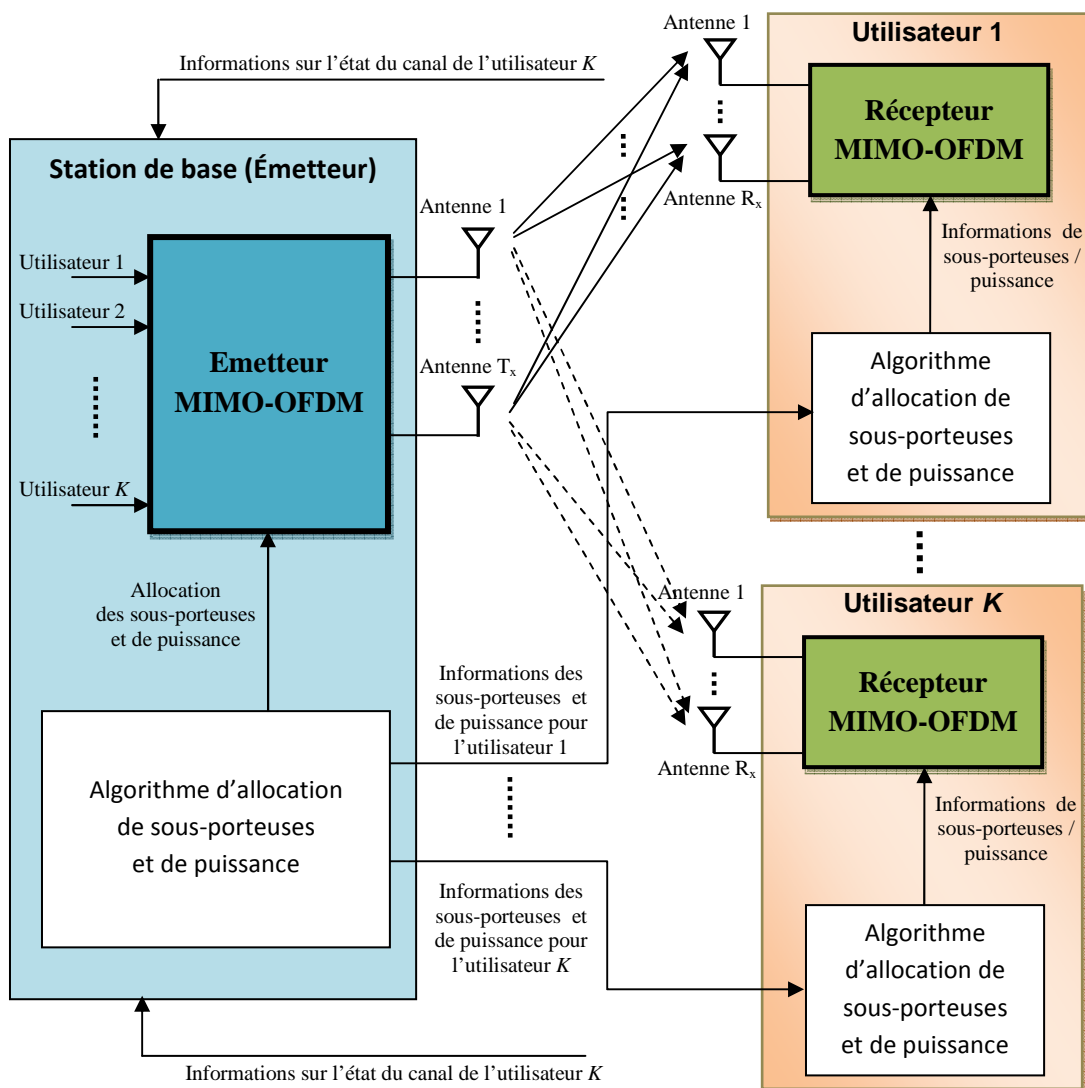 Informations sur l'état du canal de l'utilisateur K
Station de base (Émetteur)
Utilisateur 1
Utilisateur 2
Utilisateur K
Emetteur
MIMO-OFDM
Antenne 1
Antenne Tx
Allocation
des sous-porteuses
et de puissance
Algorithme d'allocation
de sous-porteuses
et de puissance
Informations des
sous-porteuses et
de puissance pour
l'utilisateur 1
Informations des
sous-porteuses et
de puissance pour
l'utilisateur K
Informations sur l'état du canal de l'utilisateur K
Antenne 1
Antenne Rx
Utilisateur 1
Récepteur
MIMO-OFDM
Informations de
sous-porteuses /
puissance
Algorithme
d'allocation de
sous-porteuses
et de puissance
Antenne 1
Antenne Rx
Utilisateur K
Récepteur
MIMO-OFDM
Informations de
sous-porteuses /
puissance
Algorithme
d'allocation de
sous-porteuses
et de puissance